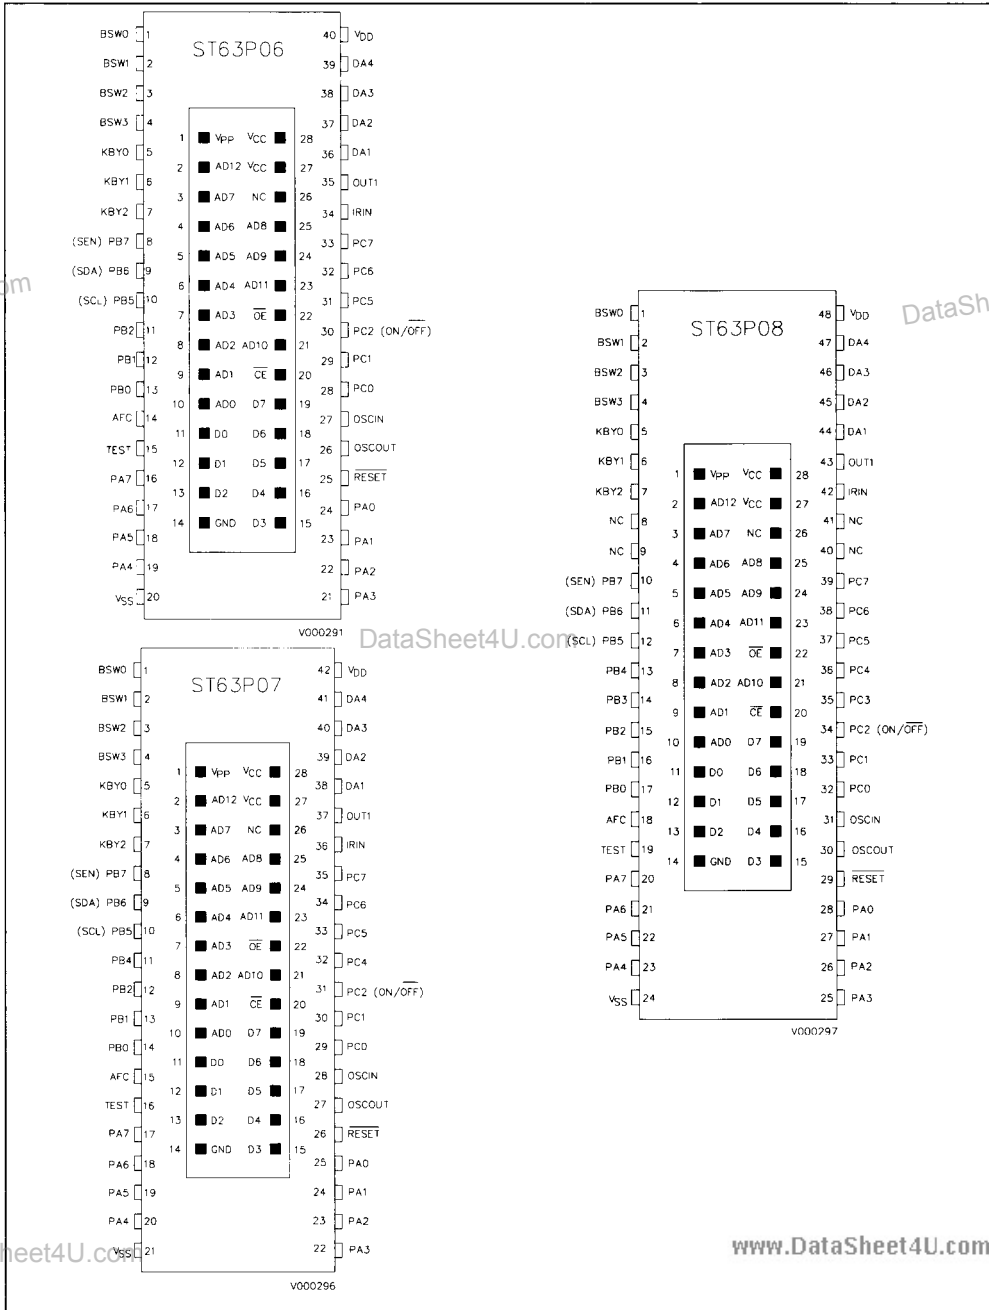 ST63P06
BSW0 1 40 VDD
BSW1 2 39 DA4
BSW2 3 38 DA3
BSW3 4 37 DA2
KBY0 5 36 DA1
KBY1 6 35 OUT1
KBY2 7 34 IRIN
(SEN) PB7 8 33 PC7
(SDA) PB6 9 32 PC6
(SCL) PB5 10 31 PC5
PB2 11 30 PC2 (ON/OFF)
PB1 12 29 PC1
PB0 13 28 PC0
AFC 14 27 OSCIN
TEST 15 26 OSCOUT
PA7 16 25 RESET
PA6 17 24 PA0
PA5 18 23 PA1
PA4 19 22 PA2
VSS 20 21 PA3
1 VPP VCC 28
2 AD12 VCC 27
3 AD7 NC 26
4 AD6 AD8 25
5 AD5 AD9 24
6 AD4 AD11 23
7 AD3 OE 22
8 AD2 AD10 21
9 AD1 CE 20
10 AD0 D7 19
11 D0 D6 18
12 D1 D5 17
13 D2 D4 16
14 GND D3 15
V000291
ST63P07
BSW0 1 42 VDD
BSW1 2 41 DA4
BSW2 3 40 DA3
BSW3 4 39 DA2
KBY0 5 38 DA1
KBY1 6 37 OUT1
KBY2 7 36 IRIN
(SEN) PB7 8 35 PC7
(SDA) PB6 9 34 PC6
(SCL) PB5 10 33 PC5
PB4 11 32 PC4
PB2 12 31 PC2 (ON/OFF)
PB1 13 30 PC1
PB0 14 29 PC0
AFC 15 28 OSCIN
TEST 16 27 OSCOUT
PA7 17 26 RESET
PA6 18 25 PA0
PA5 19 24 PA1
PA4 20 23 PA2
VSS 21 22 PA3
1 VPP VCC 28
2 AD12 VCC 27
3 AD7 NC 26
4 AD6 AD8 25
5 AD5 AD9 24
6 AD4 AD11 23
7 AD3 OE 22
8 AD2 AD10 21
9 AD1 CE 20
10 AD0 D7 19
11 D0 D6 18
12 D1 D5 17
13 D2 D4 16
14 GND D3 15
V000296
ST63P08
BSW0 1 48 VDD
BSW1 2 47 DA4
BSW2 3 46 DA3
BSW3 4 45 DA2
KBY0 5 44 DA1
KBY1 6 43 OUT1
KBY2 7 42 IRIN
NC 8 41 NC
NC 9 40 NC
(SEN) PB7 10 39 PC7
(SDA) PB6 11 38 PC6
(SCL) PB5 12 37 PC5
PB4 13 36 PC4
PB3 14 35 PC3
PB2 15 34 PC2 (ON/OFF)
PB1 16 33 PC1
PB0 17 32 PC0
AFC 18 31 OSCIN
TEST 19 30 OSCOUT
PA7 20 29 RESET
PA6 21 28 PA0
PA5 22 27 PA1
PA4 23 26 PA2
VSS 24 25 PA3
1 VPP VCC 28
2 AD12 VCC 27
3 AD7 NC 26
4 AD6 AD8 25
5 AD5 AD9 24
6 AD4 AD11 23
7 AD3 OE 22
8 AD2 AD10 21
9 AD1 CE 20
10 AD0 D7 19
11 D0 D6 18
12 D1 D5 17
13 D2 D4 16
14 GND D3 15
V000297
om
DataSh
DataSheet4U.com
heet4U.com
www.DataSheet4U.com